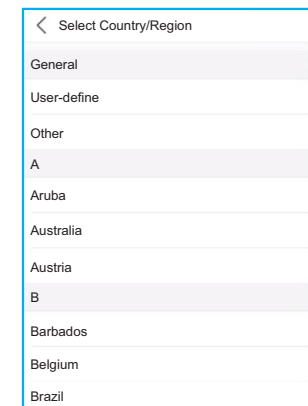 Select Country/Region
General
User-define
Other
A
Aruba
Australia
Austria
B
Barbados
Belgium
Brazil